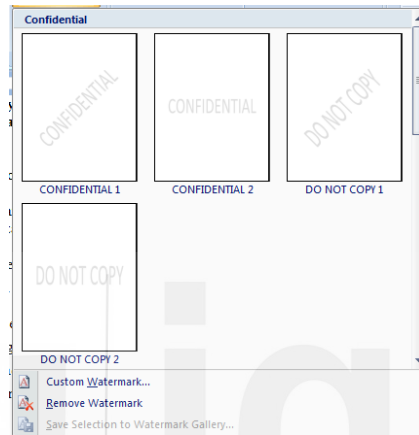 Confidential
CONFIDENTIAL
CONFIDENTIAL
DO NOT COPY
CONFIDENTIAL 1
CONFIDENTIAL 2
DO NOT COPY 1
DO NOT COPY
DO NOT COPY 2
Custom Watermark...
Remove Watermark
Save Selection to Watermark Gallery...